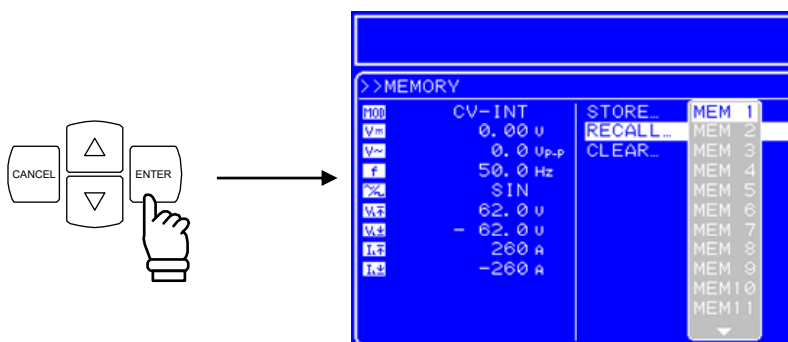 CANCEL
ENTER
>>MEMORY
MOD CV-INT
V= 0.00 V
V~ 0.0 Vp-p
f 50.0 Hz
SIN
V 62.0 V
V - 62.0 V
I 260 A
I -260 A
STORE…
RECALL…
CLEAR…
MEM 1
MEM 2
MEM 3
MEM 4
MEM 5
MEM 6
MEM 7
MEM 8
MEM 9
MEM10
MEM11